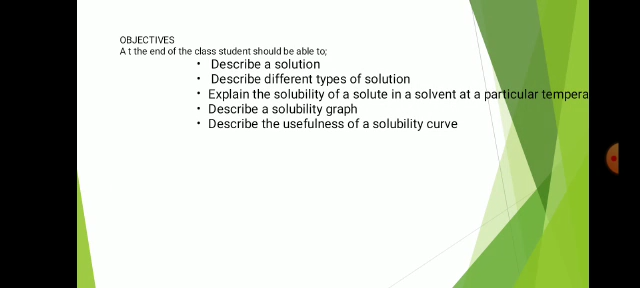 OBJECTIVES
A t the end of the class student should be able to;
• Describe a solution
• Describe different types of solution
• Explain the solubility of a solute in a solvent at a particular tempera
• Describe a solubility graph
• Describe the usefulness of a solubility curve